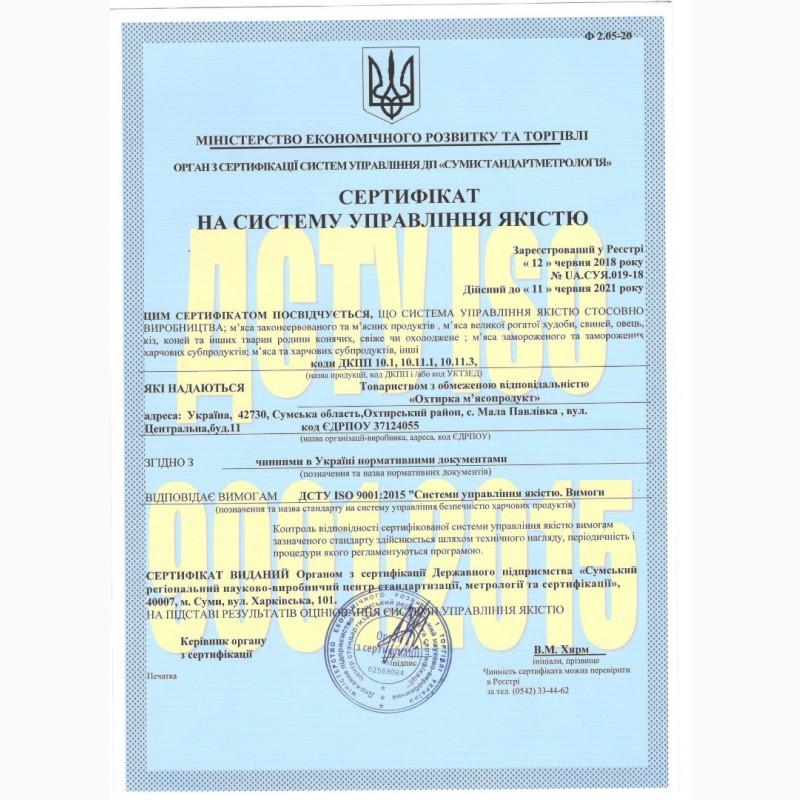 Ф 2.05-20
МІНІСТЕРСТВО ЕКОНОМІЧНОГО РОЗВИТКУ ТА ТОРГІВЛІ
ОРГАН З СЕРТИФІКАЦІЇ СИСТЕМ УПРАВЛІННЯ ДП «СУМИСТАНДАРТМЕТРОЛОГІЯ»
СЕРТИФІКАТ
НА СИСТЕМУ УПРАВЛІННЯ ЯКІСТЮ
ДСТУ ISO
9001:2015
Зареєстрований у Реєстрі
« 12 » червня 2018 року
№ UA.СУЯ.019-18
Дійсний до « 11 » червня 2021 року
ЦИМ СЕРТИФІКАТОМ ПОСВІДЧУЄТЬСЯ, ЩО СИСТЕМА УПРАВЛІННЯ ЯКІСТЮ СТОСОВНО
ВИРОБНИЦТВА; м’яса законсервованого та м’ясних продуктів , м’яса великої рогатої худоби, свиней, овець,
кіз, коней та інших тварин родини конячих, свіже чи охолоджене ; м’яса замороженого та заморожених
харчових субпродуктів; м’яса та харчових субпродуктів, інші
коди ДКПП 10.1, 10.11.1, 10.11.3,
(назва продукції, код ДКПП і /або код УКТЗЕД)
ЯКІ НАДАЮТЬСЯ Товариством з обмеженою відповідальністю
«Охтирка м’ясопродукт»
адреса: Україна, 42730, Сумська область,Охтирський район, с. Мала Павлівка , вул.
Центральна,буд.11 код ЄДРПОУ 37124055
(назва організації-виробника, адреса, код ЄДРПОУ)
ЗГІДНО З чинними в Україні нормативними документами
(позначення та назва нормативних документів)
ВІДПОВІДАЄ ВИМОГАМ ДСТУ ISO 9001:2015 "Системи управління якістю. Вимоги
(позначення та назва стандарту на систему управління безпечністю харчових продуктів)
Контроль відповідності сертифікованої системи управління якістю вимогам
зазначеного стандарту здійснюється шляхом технічного нагляду, періодичність і
процедури якого регламентуються програмою.
СЕРТИФІКАТ ВИДАНИЙ Органом з сертифікації Державного підприємства «Сумський
регіональний науково-виробничий центр стандартизації, метрології та сертифікації»,
40007, м. Суми, вул. Харківська, 101.
НА ПІДСТАВІ РЕЗУЛЬТАТІВ ОЦІНЮВАННЯ СИСТЕМИ УПРАВЛІННЯ ЯКІСТЮ
Керівник органу
з сертифікації
Печатка
Орган
з сертифікації
підпис
02568064
В.М. Хярм
ініціали, прізвище
Чинність сертифіката можна перевірити
в Реєстрі
за тел. (0542) 33-44-62